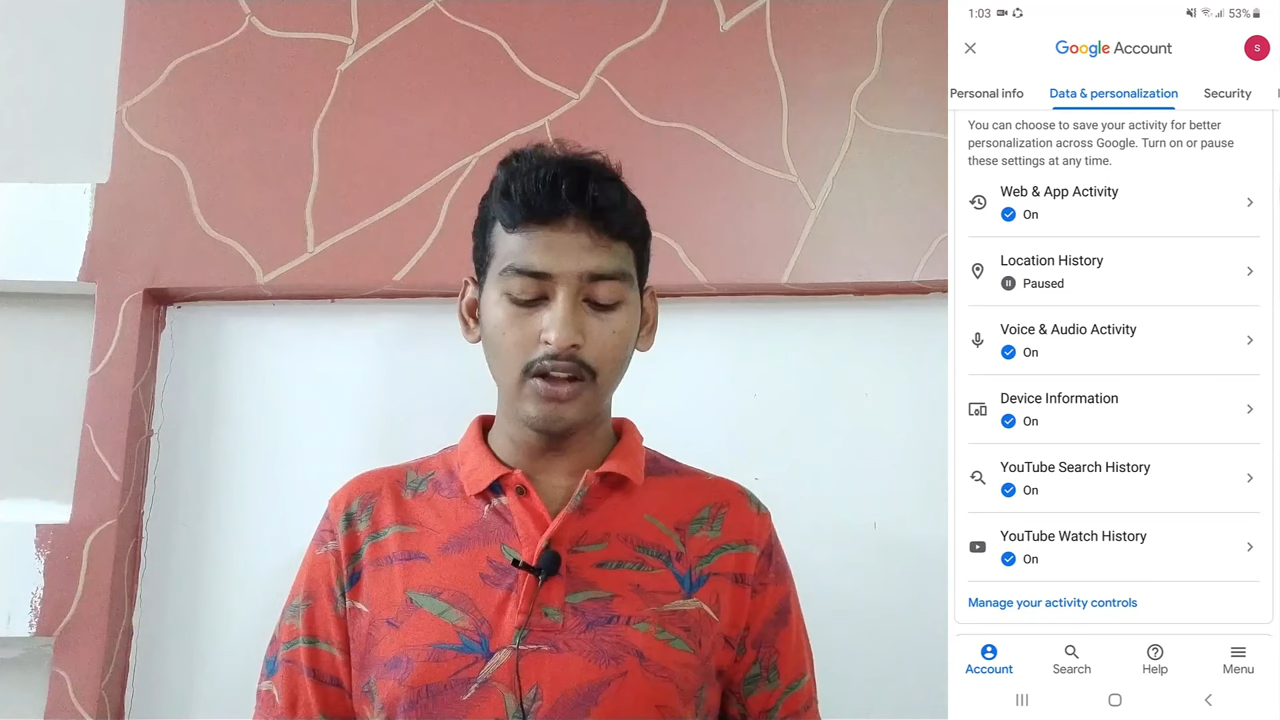 1:03
53%
Google Account
S
Personal info
Data & personalization
Security
You can choose to save your activity for better
personalization across Google. Turn on or pause
these settings at any time.
Web & App Activity
On
Location History
Paused
Voice & Audio Activity
On
Device Information
On
YouTube Search History
On
YouTube Watch History
On
Manage your activity controls
Account
Search
Help
Menu